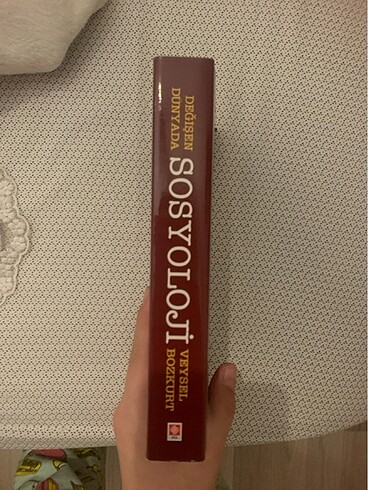 DEĞİŞEN
DÜNYADA
SOSYOLOJİ
VEYSEL
BOZKURT